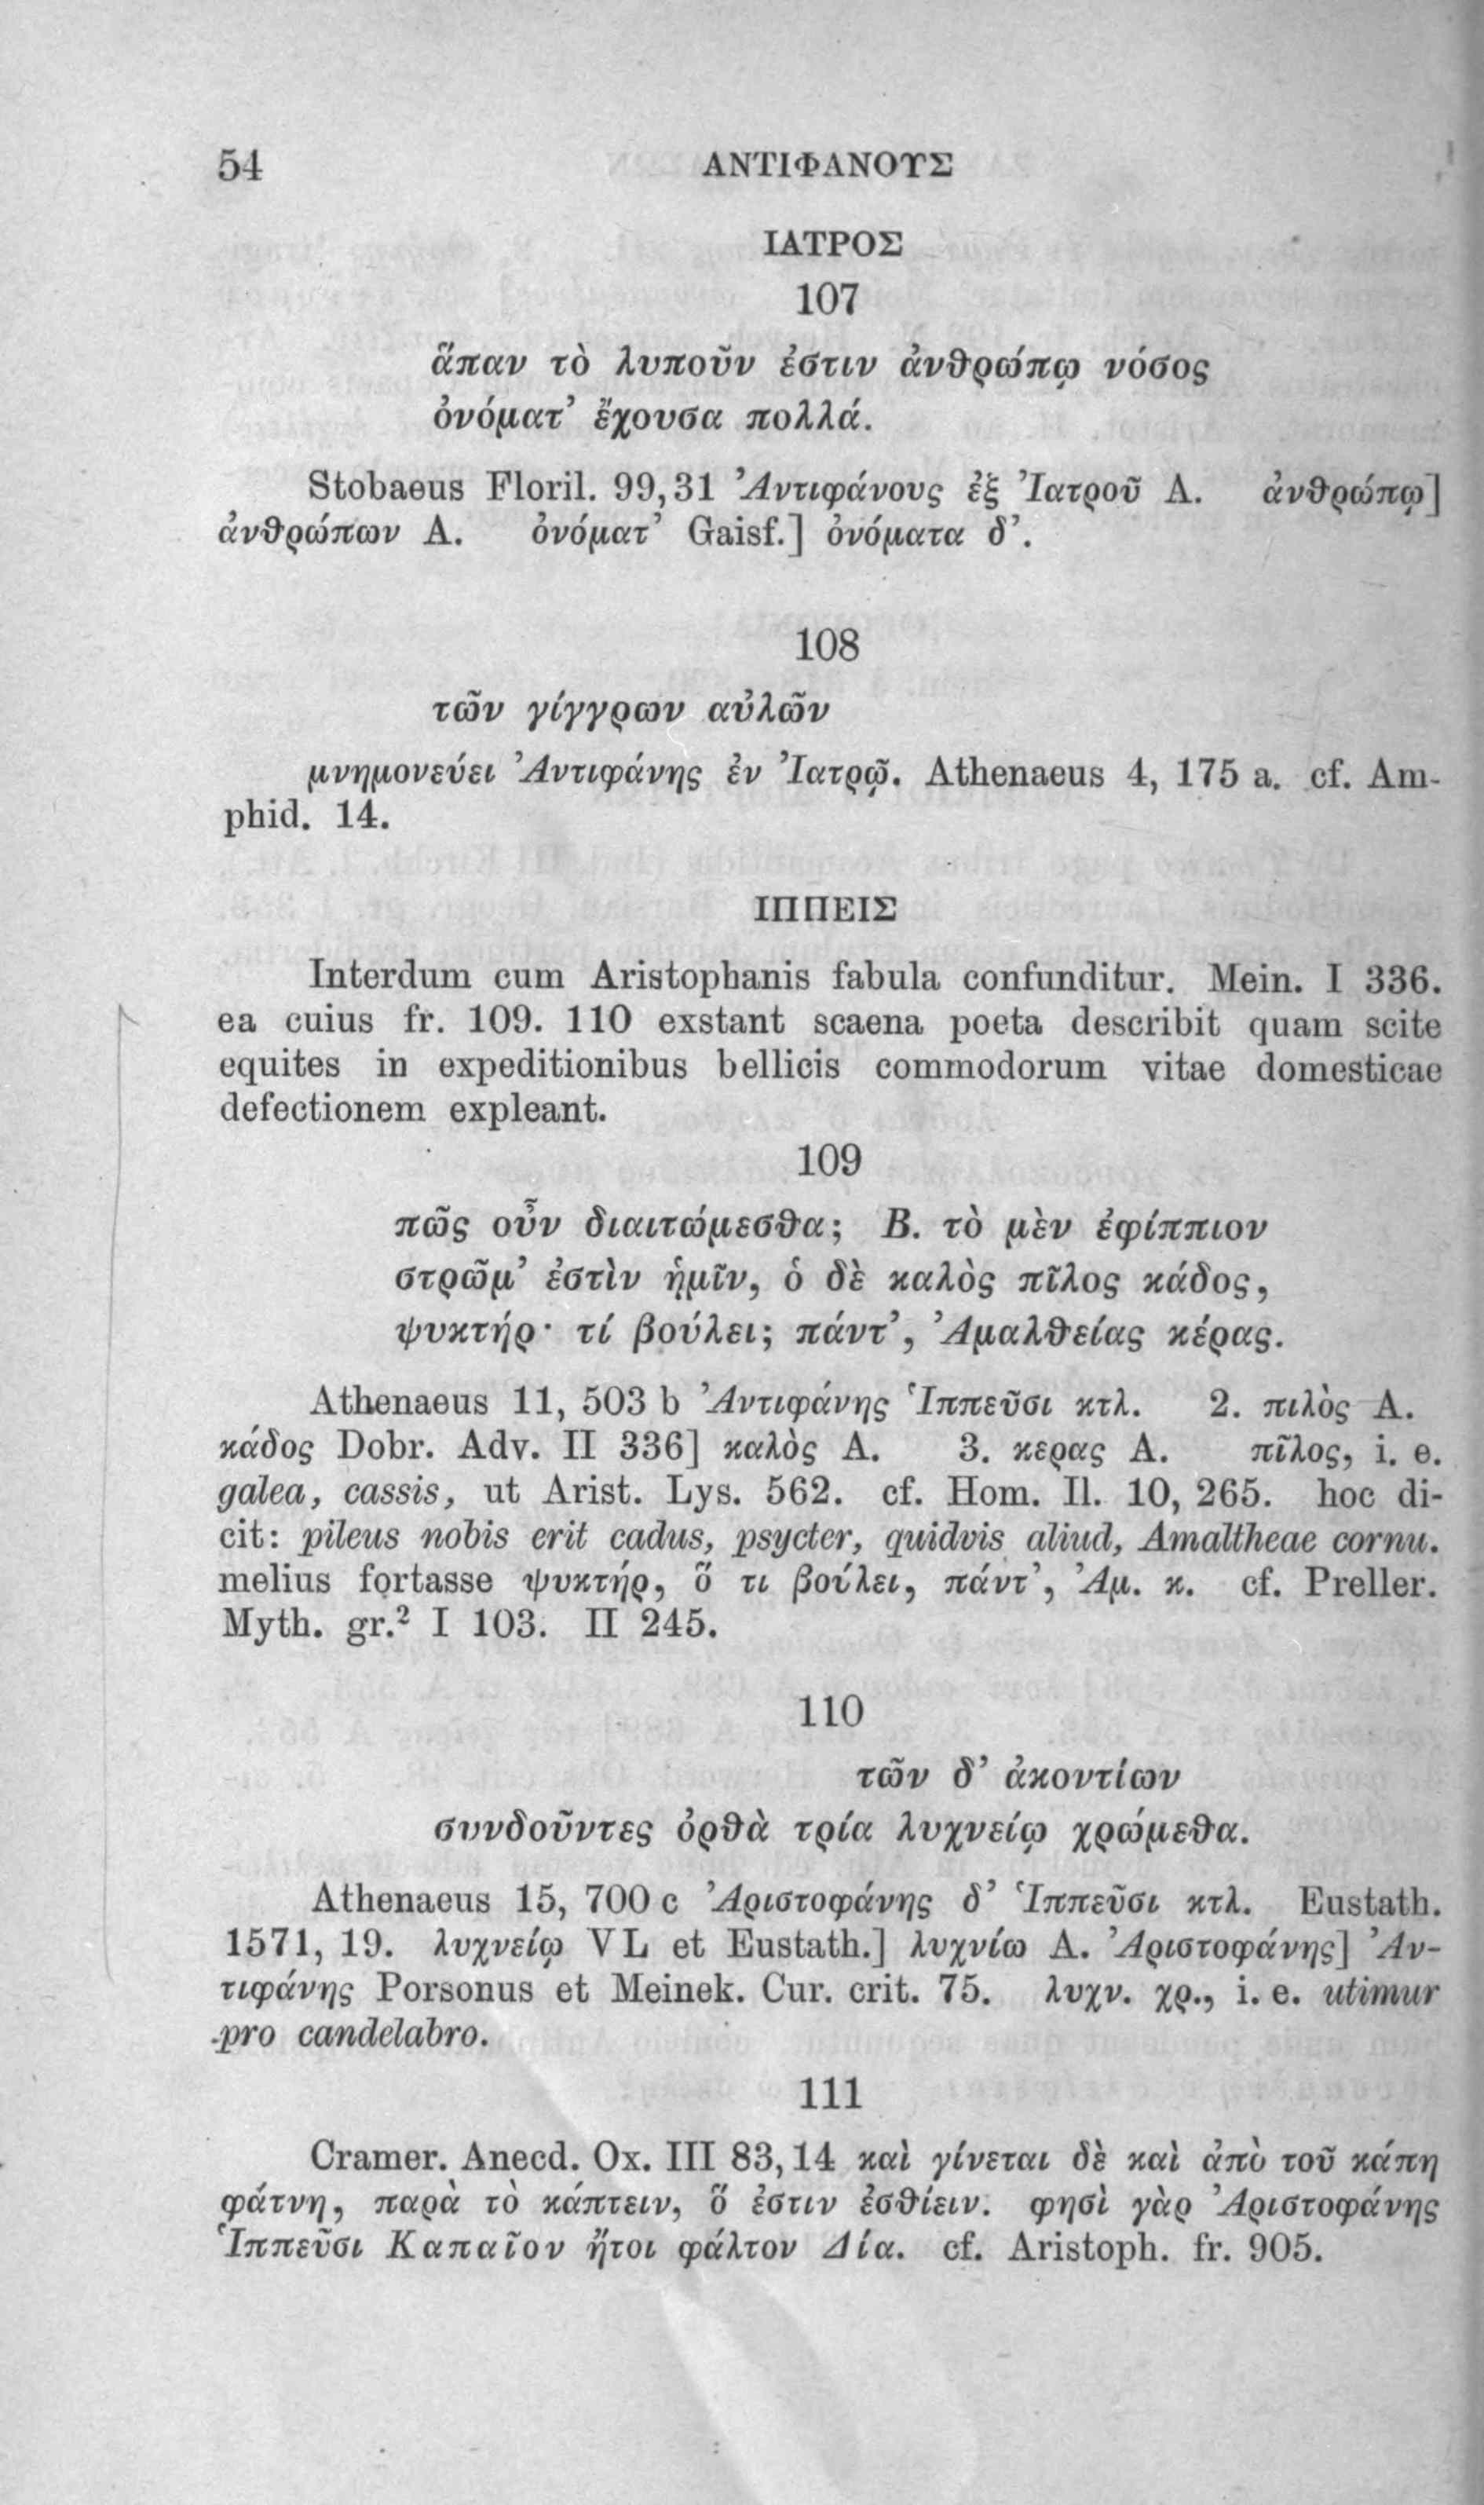 54 ΑΝΤΙΦΑΝΟΥΣ
ΙΑΤΡΟΣ
107
ἅπαν τὸ λυποῦν ἐστιν ἀνθρώπῳ νόσος
ὀνόματ’ ἔχουσα πολλά.
Stobaeus Floril. 99,31 Ἀντιφάνους ἐξ Ἰατροῦ A. ἀνθρώπῳ]
ἀνθρώπων A. ὀνόματ’ Gaisf.] ὀνόματα δ’.
108
τῶν γίγγρων αὐλῶν
μνημονεύει Ἀντιφάνης ἐν Ἰατρῷ. Athenaeus 4, 175 a. cf. Am-
phid. 14.
ΙΠΠΕΙΣ
Interdum cum Aristophanis fabula confunditur. Mein. I 336.
ea cuius fr. 109. 110 exstant scaena poeta describit quam scite
equites in expeditionibus bellicis commodorum vitae domesticae
defectionem expleant.
109
πῶς οὖν διαιτώμεσθα; Β. τὸ μὲν ἐφίππιον
στρῶμ’ ἐστὶν ἡμῖν, ὁ δὲ καλὸς πῖλος κάδος,
ψυκτήρ· τί βούλει; πάντ’, Ἀμαλθείας κέρας.
Athenaeus 11, 503 b Ἀντιφάνης Ἱππεῦσι κτλ. 2. πιλὸς A.
κάδος Dobr. Adv. II 336] καλὸς A. 3. κερας A. πῖλος, i. e.
galea, cassis, ut Arist. Lys. 562. cf. Hom. Il. 10, 265. hoc di-
cit: pileus nobis erit cadus, psycter, quidvis aliud, Amaltheae cornu.
melius fortasse ψυκτήρ, ὅ τι βούλει, πάντ’, Ἀμ. κ. cf. Preller.
Myth. gr.² I 103. II 245.
110
τῶν δ’ ἀκοντίων
συνδοῦντες ὀρθὰ τρία λυχνείῳ χρώμεθα.
Athenaeus 15, 700 c Ἀριστοφάνης δ’ Ἱππεῦσι κτλ. Eustath.
1571, 19. λυχνείῳ VL et Eustath.] λυχνίω A. Ἀριστοφάνης] Ἀν-
τιφάνης Porsonus et Meinek. Cur. crit. 75. λυχν. χρ., i. e. utimur
pro candelabro.
111
Cramer. Anecd. Ox. III 83,14 καὶ γίνεται δὲ καὶ ἀπὸ τοῦ κάπη
φάτνη, παρὰ τὸ κάπτειν, ὅ ἐστιν ἐσθίειν. φησὶ γὰρ Ἀριστοφάνης
Ἱππεῦσι Καπαῖον ἤτοι φάλτον Δία. cf. Aristoph. fr. 905.